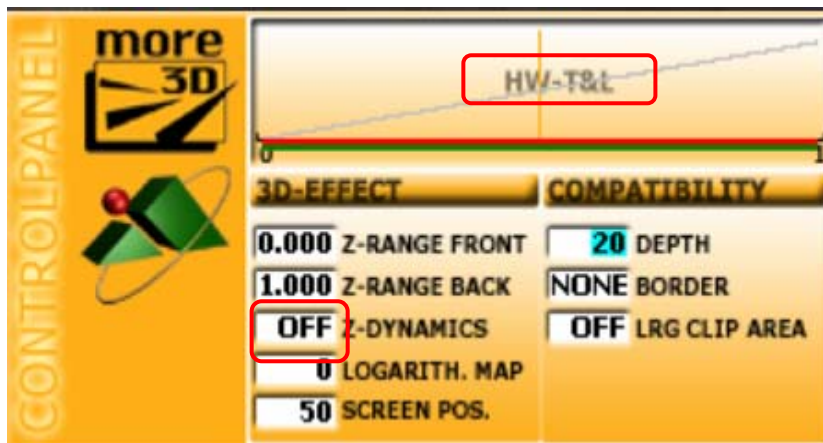 CONTROLPANEL
more
3D
HW-T&L
0 1
3D-EFFECT COMPATIBILITY
0.000 Z-RANGE FRONT 20 DEPTH
1.000 Z-RANGE BACK NONE BORDER
OFF Z-DYNAMICS OFF LRG CLIP AREA
0 LOGARITH. MAP
50 SCREEN POS.